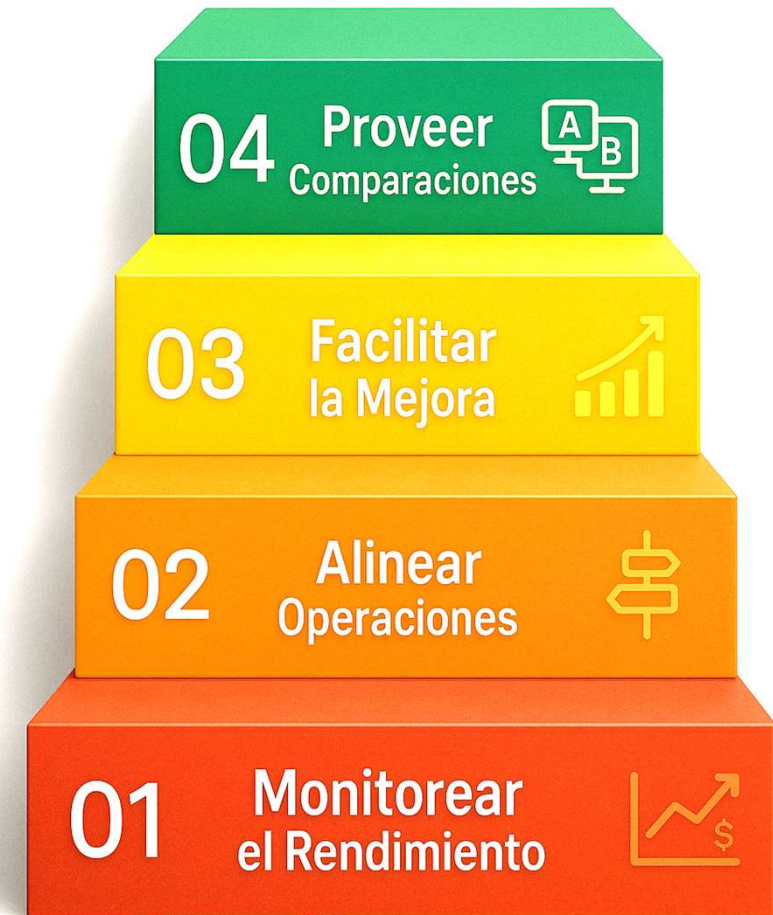 04
Proveer
Comparaciones
A
B
03
Facilitar
la Mejora
02
Alinear
Operaciones
01
Monitorear
el Rendimiento
$